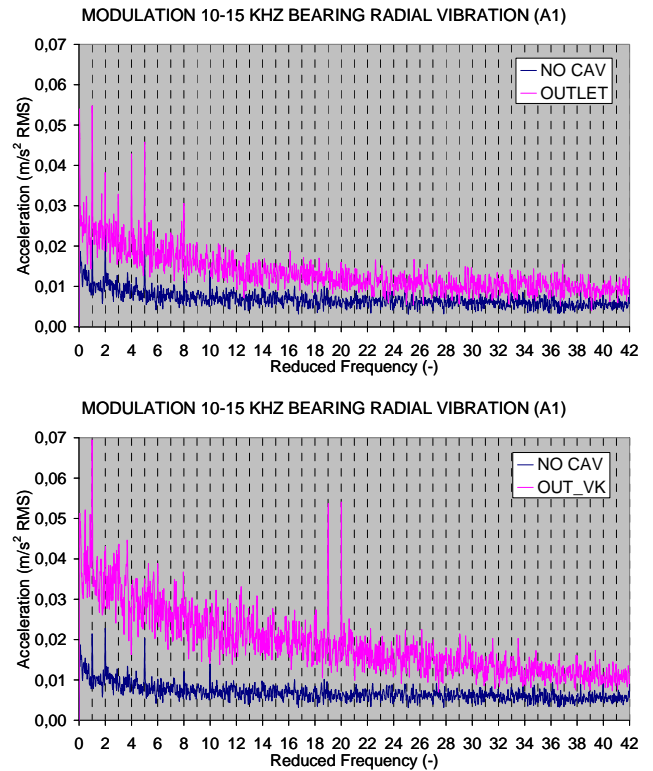 MODULATION 10-15 KHZ BEARING RADIAL VIBRATION (A1)
0,07
0,06
0,05
0,04
0,03
0,02
0,01
0,00
Acceleration (m/s² RMS)
NO CAV
OUTLET
0 2 4 6 8 10 12 14 16 18 20 22 24 26 28 30 32 34 36 38 40 42
Reduced Frequency (-)
MODULATION 10-15 KHZ BEARING RADIAL VIBRATION (A1)
0,07
0,06
0,05
0,04
0,03
0,02
0,01
0,00
Acceleration (m/s² RMS)
NO CAV
OUT_VK
0 2 4 6 8 10 12 14 16 18 20 22 24 26 28 30 32 34 36 38 40 42
Reduced Frequency (-)